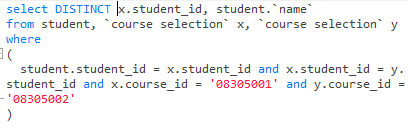 select DISTINCT x.student_id, student.`name`
from student, `course selection` x, `course selection` y
where
(
student.student_id = x.student_id and x.student_id = y.
student_id and x.course_id = '08305001' and y.course_id =
'08305002'
)